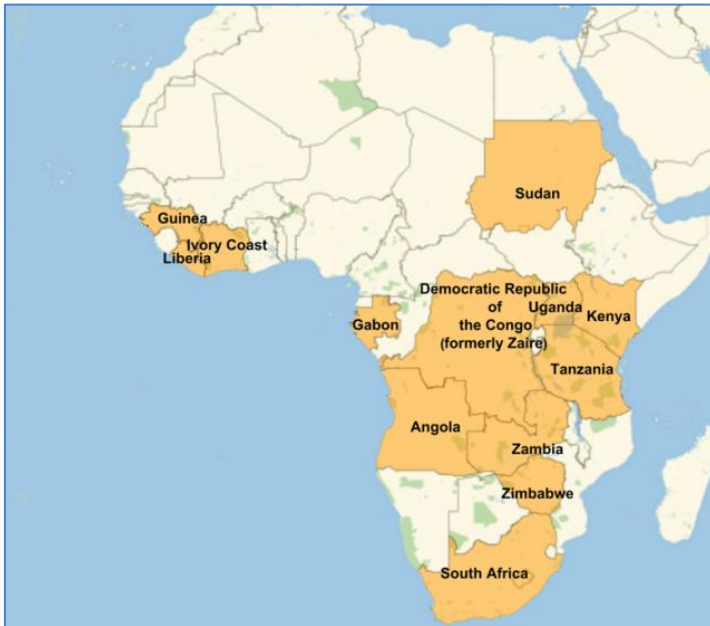 Sudan
Guinea
Ivory Coast
Liberia
Democratic Republic
of
the Congo
(formerly Zaire)
Uganda
Kenya
Gabon
Tanzania
Angola
Zambia
Zimbabwe
South Africa